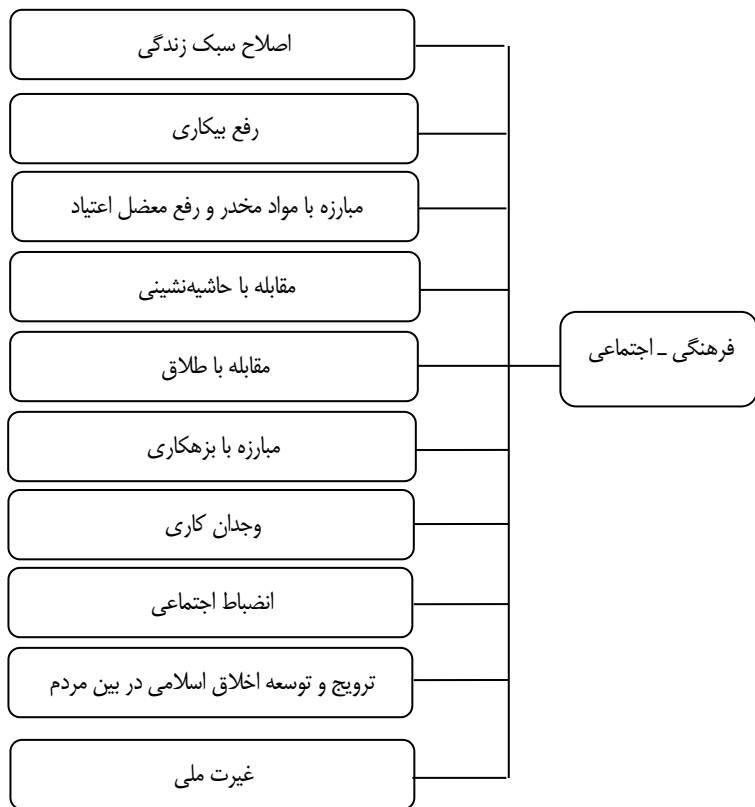 فرهنگی ـ اجتماعی
اصلاح سبک زندگی
رفع بیکاری
مبارزه با مواد مخدر و رفع معضل اعتیاد
مقابله با حاشیه‌نشینی
مقابله با طلاق
مبارزه با بزهکاری
وجدان کاری
انضباط اجتماعی
ترویج و توسعه اخلاق اسلامی در بین مردم
غیرت ملی